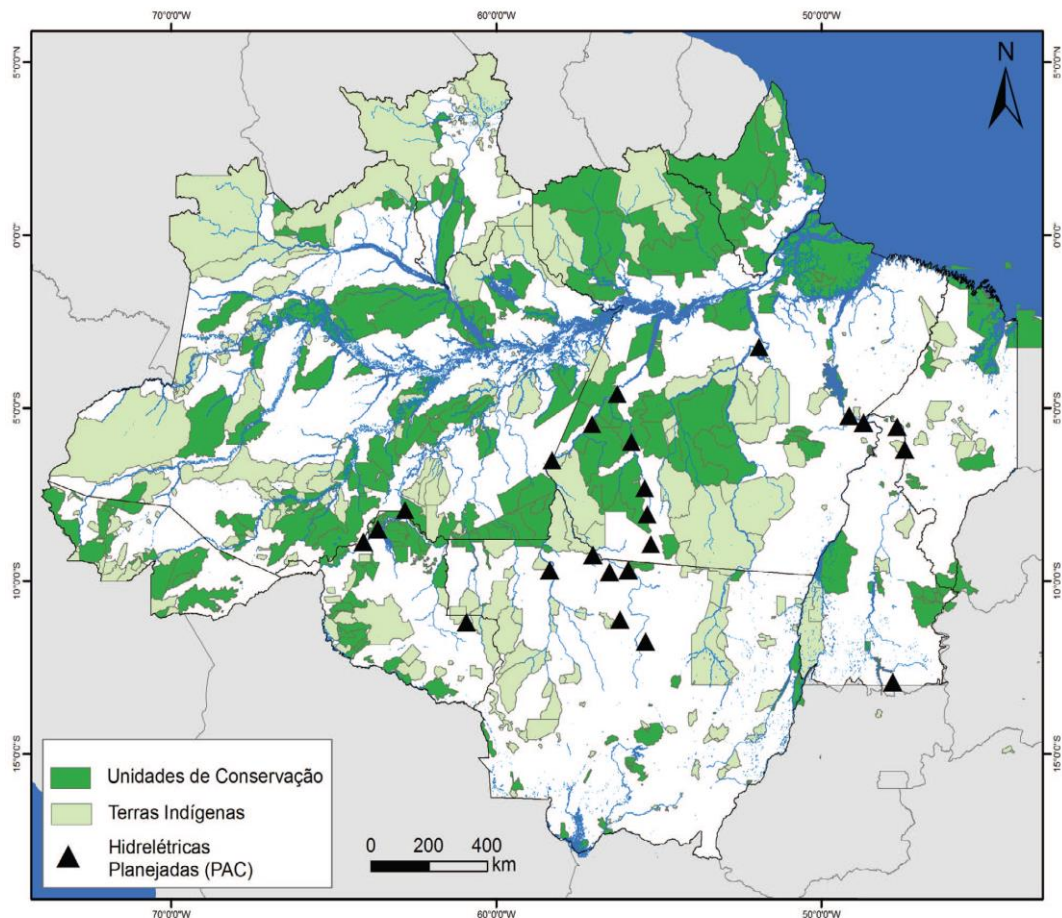 70°0'0"W 60°0'0"W 50°0'0"W
N
5°0'0"N 5°0'0"N
0°0'0" 0°0'0"
5°0'0"S 5°0'0"S
10°0'0"S 10°0'0"S
15°0'0"S 15°0'0"S
Unidades de Conservação
Terras Indígenas
Hidrelétricas
Planejadas (PAC)
0 200 400
km
70°0'0"W 60°0'0"W 50°0'0"W